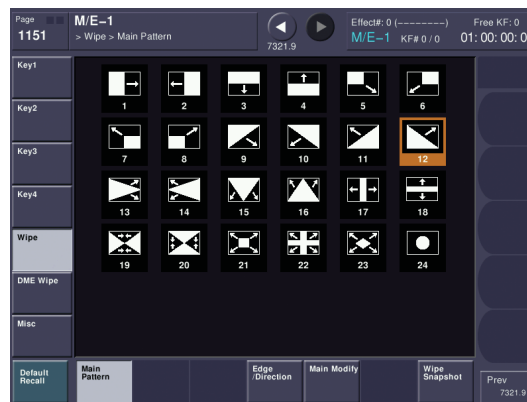 Page
1151
M/E-1
> Wipe > Main Pattern
7321.9
Effect#: 0 (--------)
M/E-1 KF# 0 / 0
Free KF: 0
01: 00: 00: 0
Key1
Key2
Key3
Key4
Wipe
DME Wipe
Misc
Default
Recall
1 2 3 4 5 6
7 8 9 10 11 12
13 14 15 16 17 18
19 20 21 22 23 24
Main
Pattern
Edge
/Direction
Main Modify
Wipe
Snapshot
Prev
7321.9